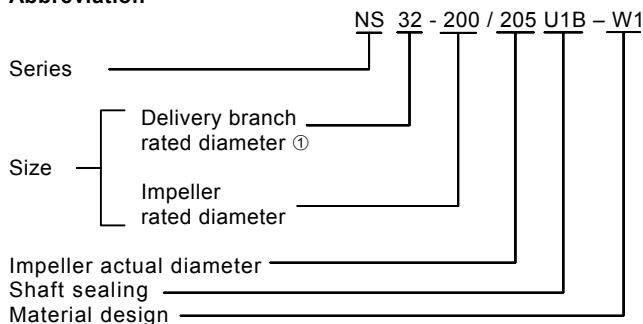 Abbreviation
NS 32 - 200 / 205 U1B – W1
Series
Delivery branch
rated diameter ①
Size
Impeller
rated diameter
Impeller actual diameter
Shaft sealing
Material design